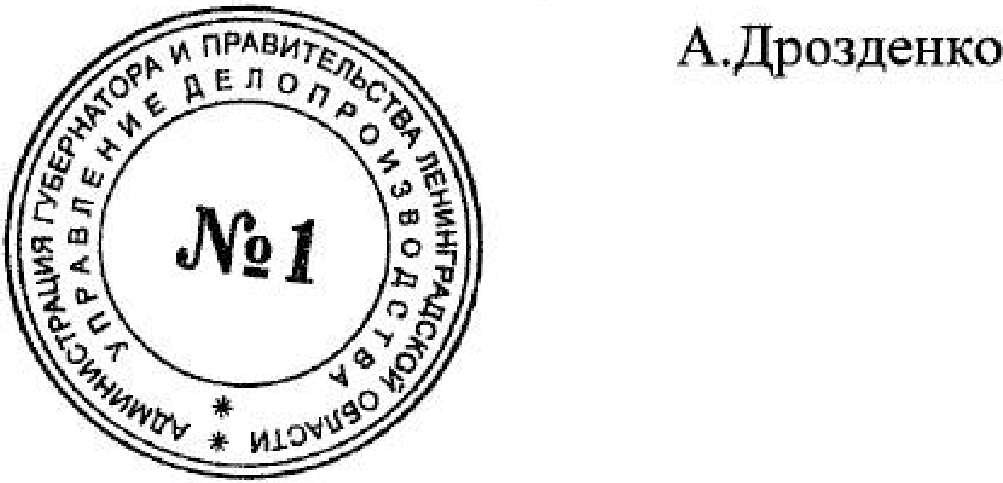 АДМИНИСТРАЦИЯ ГУБЕРНАТОРА И ПРАВИТЕЛЬСТВА ЛЕНИНГРАДСКОЙ ОБЛАСТИ *
УПРАВЛЕНИЕ ДЕЛОПРОИЗВОДСТВА *
№1
А.Дрозденко